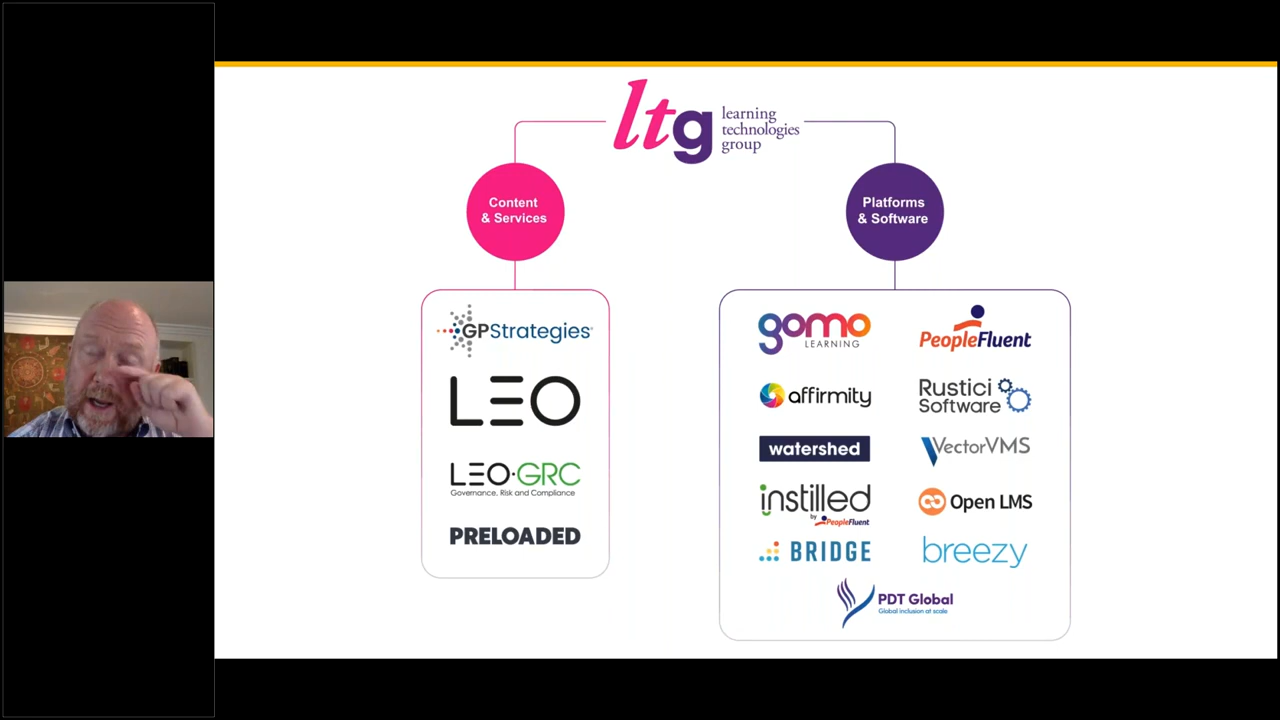 ltg
learning
technologies
group
Content
& Services
Platforms
& Software
GPStrategies®
LEO
LEO·GRC
Governance, Risk and Compliance
PRELOADED
gomo
LEARNING
PeopleFluent
affirmity
Rustici
Software
watershed
VectorVMS
instilled
by PeopleFluent
Open LMS
BRIDGE
breezy
PDT Global
Global inclusion at scale